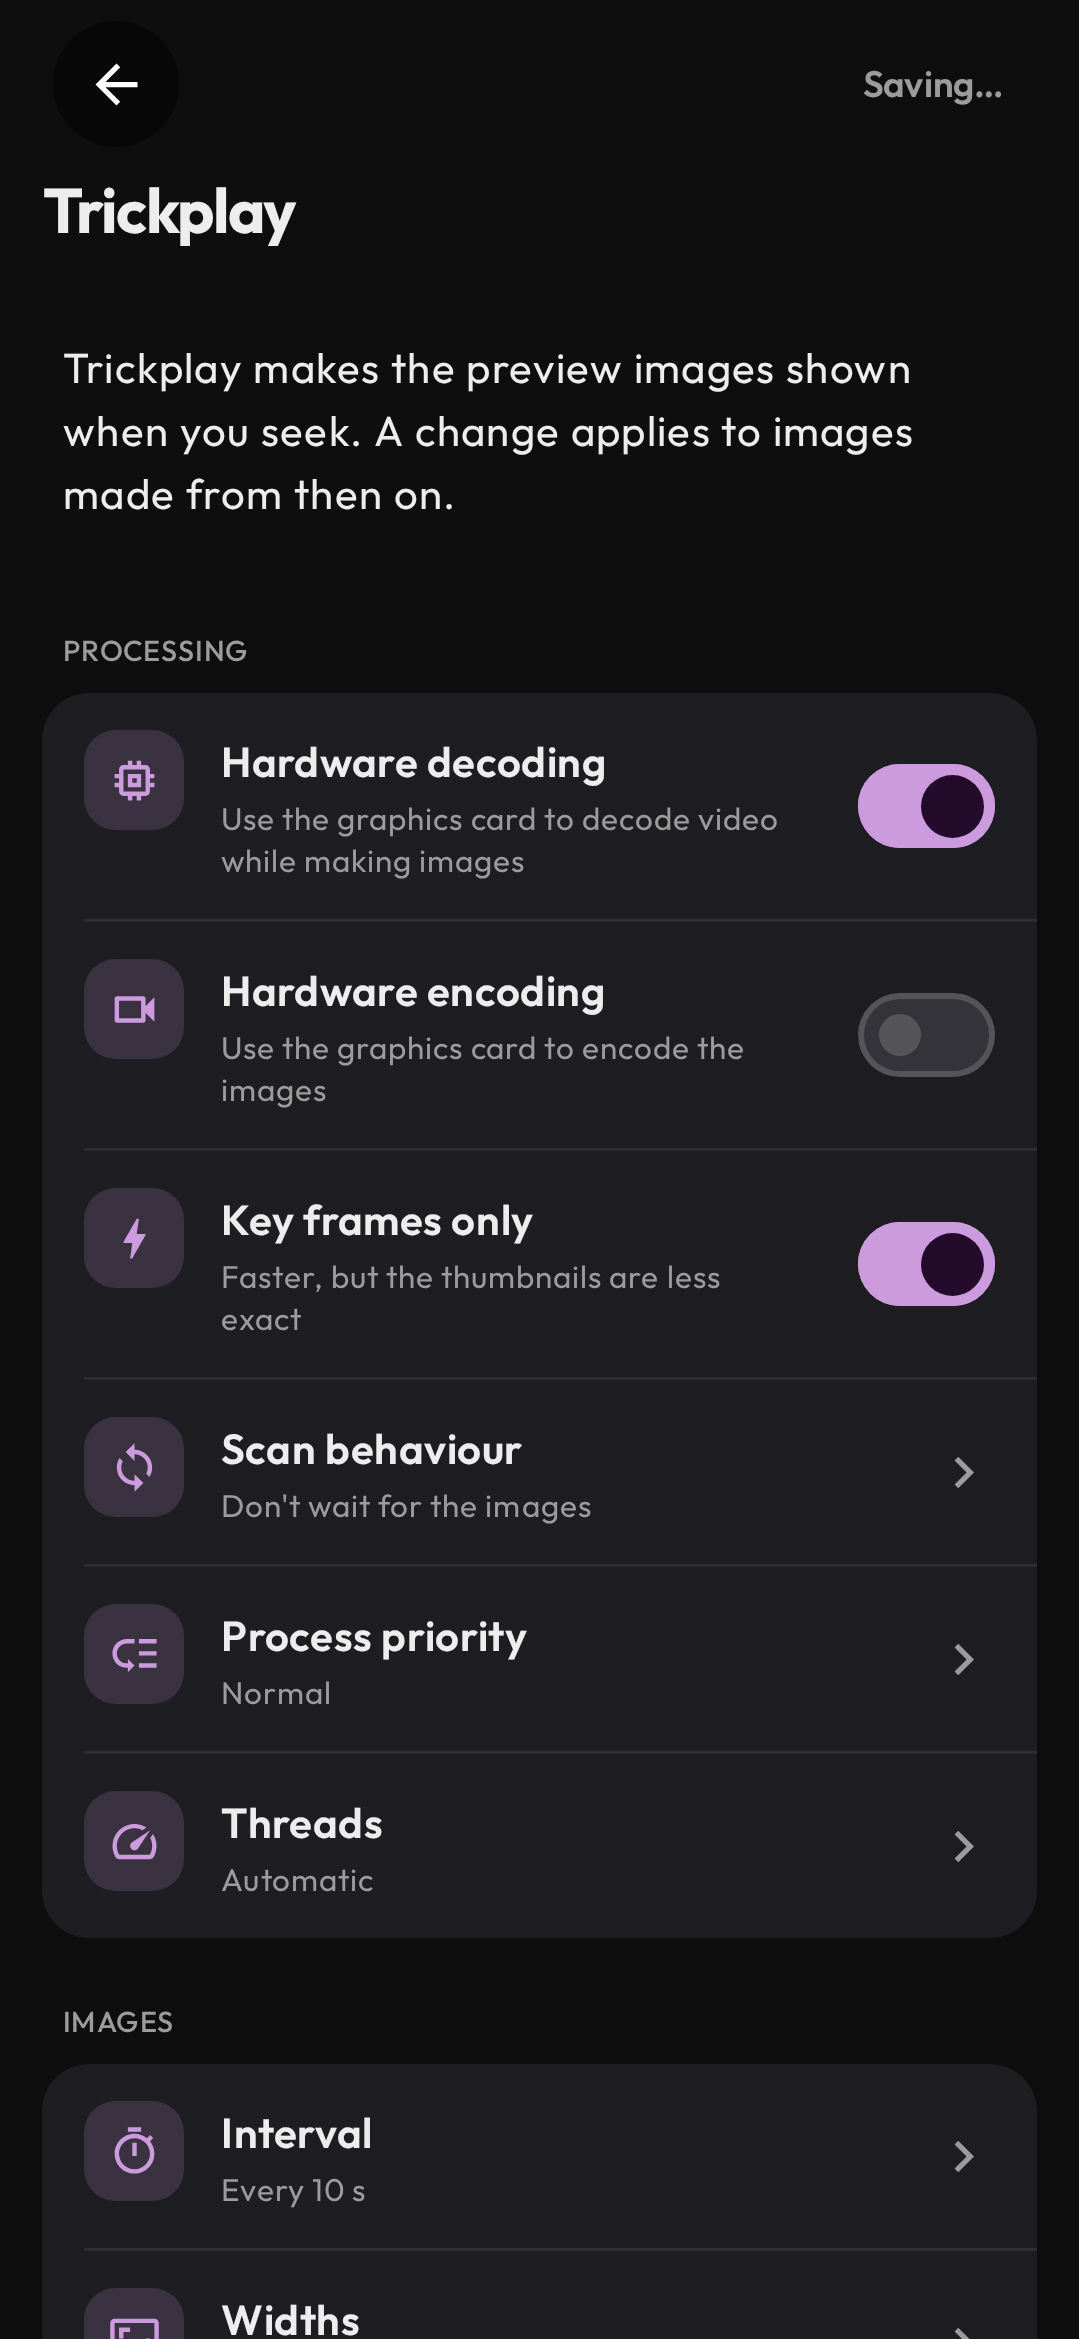 Saving...
Trickplay
Trickplay makes the preview images shown
when you seek. A change applies to images
made from then on.
PROCESSING
Hardware decoding
Use the graphics card to decode video
while making images
Hardware encoding
Use the graphics card to encode the
images
Key frames only
Faster, but the thumbnails are less
exact
Scan behaviour
Don't wait for the images
Process priority
Normal
Threads
Automatic
IMAGES
Interval
Every 10 s
Widths